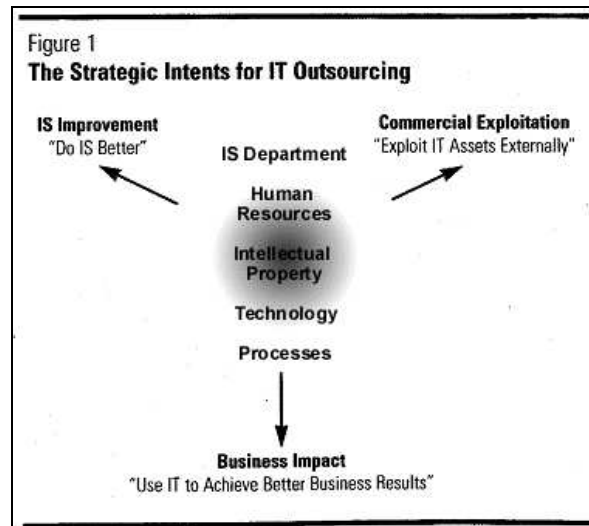 Figure 1
The Strategic Intents for IT Outsourcing
IS Improvement
"Do IS Better"
Commercial Exploitation
"Exploit IT Assets Externally"
IS Department
Human
Resources
Intellectual
Property
Technology
Processes
Business Impact
"Use IT to Achieve Better Business Results"